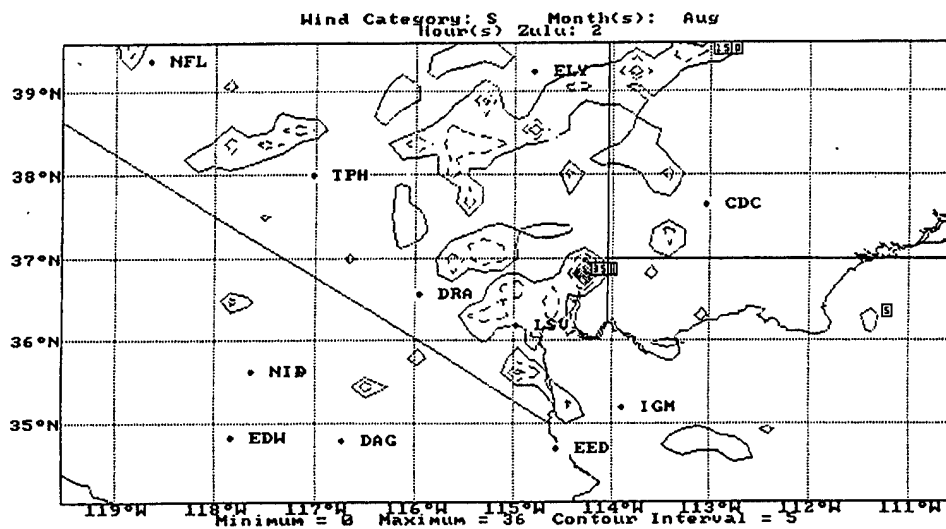 Wind Category: S Month(s): Aug
Hour(s) Zulu: 2
NFL
ELY
39°N
38°N
TPH
CDC
37°N
DRA
LSV
S
36°N
NID
IGM
35°N
EDW
DAG
EED
119°W 118°W 117°W 116°W 115°W 114°W 113°W 112°W 111°W
Minimum = 0 Maximum = 36 Contour Interval = 5